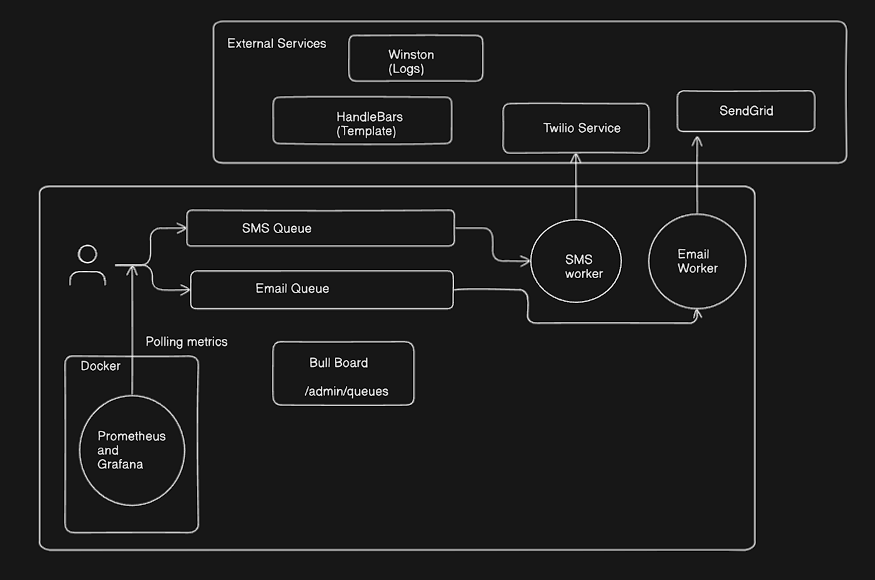 External Services
Winston
(Logs)
HandleBars
(Template)
Twilio Service
SendGrid
SMS Queue
Email Queue
SMS
worker
Email
Worker
Polling metrics
Docker
Prometheus
and
Grafana
Bull Board
/admin/queues